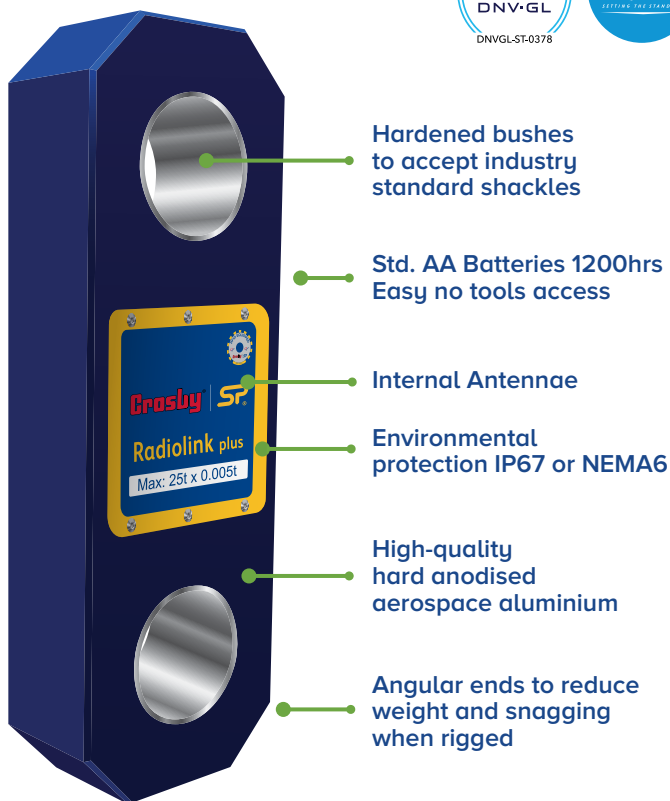 DNV·GL
SETTING THE STAND
DNVGL-ST-0378
Hardened bushes
to accept industry
standard shackles
Std. AA Batteries 1200hrs
Easy no tools access
Internal Antennae
Crosby SP
Environmental
protection IP67 or NEMA6
Radiolink plus
Max: 25t x 0.005t
High-quality
hard anodised
aerospace aluminium
Angular ends to reduce
weight and snagging
when rigged